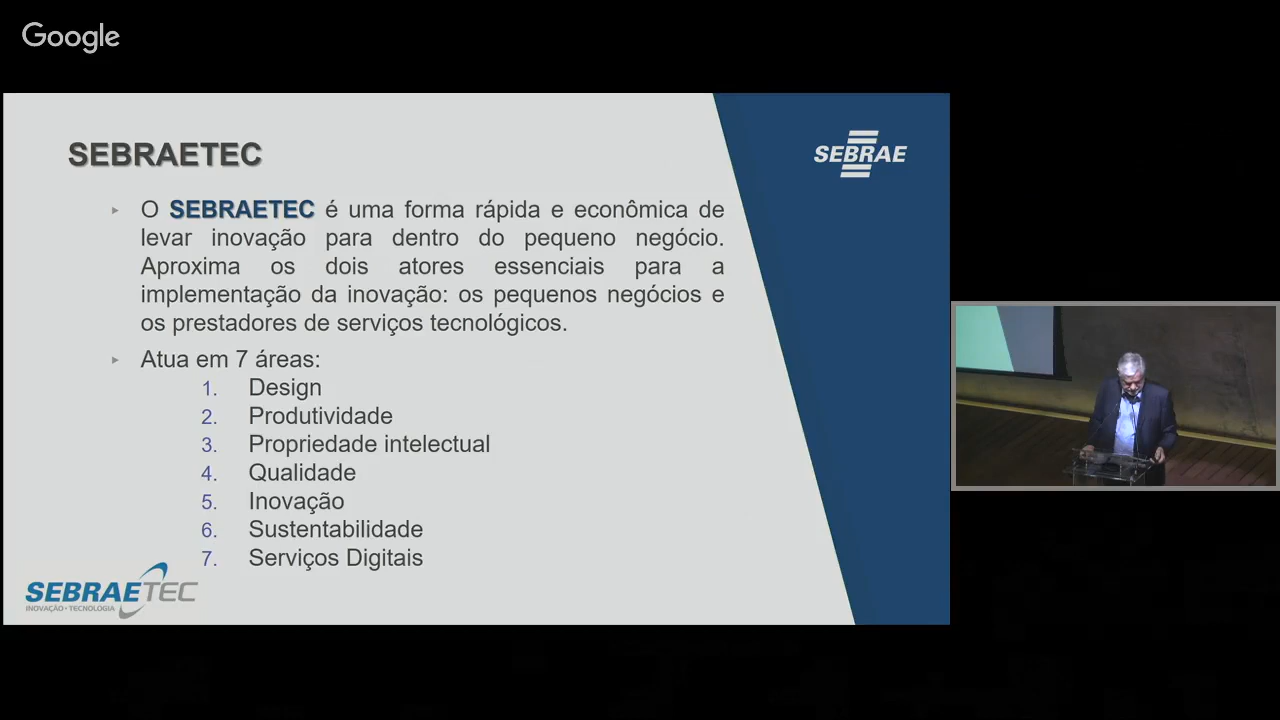 Google
SEBRAETEC
SEBRAE
O SEBRAETEC é uma forma rápida e econômica de
levar inovação para dentro do pequeno negócio.
Aproxima os dois atores essenciais para a
implementação da inovação: os pequenos negócios e
os prestadores de serviços tecnológicos.
Atua em 7 áreas:
1. Design
2. Produtividade
3. Propriedade intelectual
4. Qualidade
5. Inovação
6. Sustentabilidade
7. Serviços Digitais
SEBRAETEC
INOVAÇÃO • TECNOLOGIA